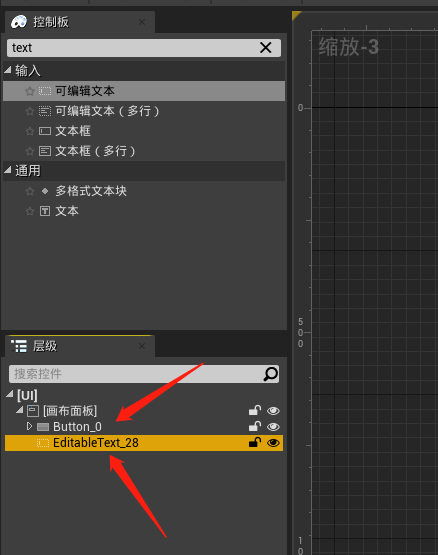 控制板
text
输入
可编辑文本
可编辑文本（多行）
文本框
文本框（多行）
通用
多格式文本块
文本
层级
搜索控件
[UI]
[画布面板]
Button_0
EditableText_28
缩放-3
0
500
10